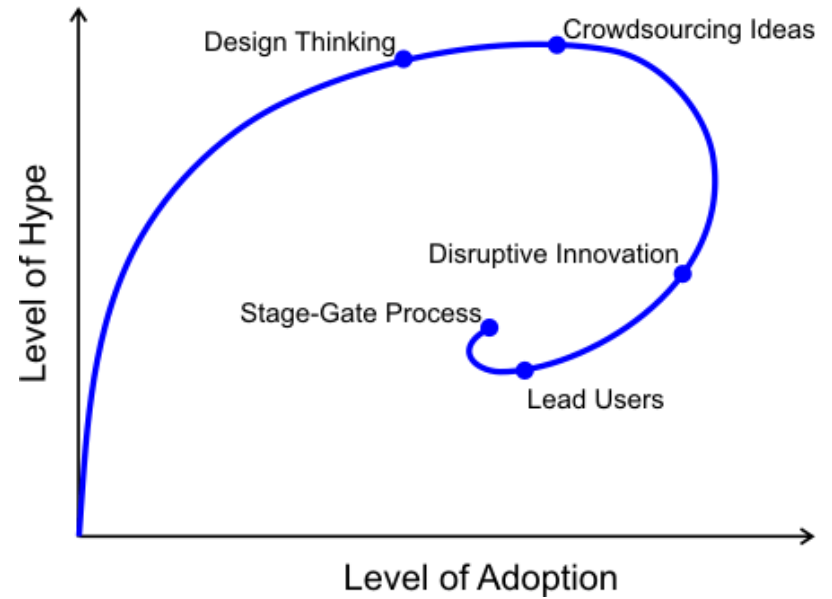 Crowdsourcing Ideas
Design Thinking
Level of Hype
Disruptive Innovation
Stage-Gate Process
Lead Users
Level of Adoption